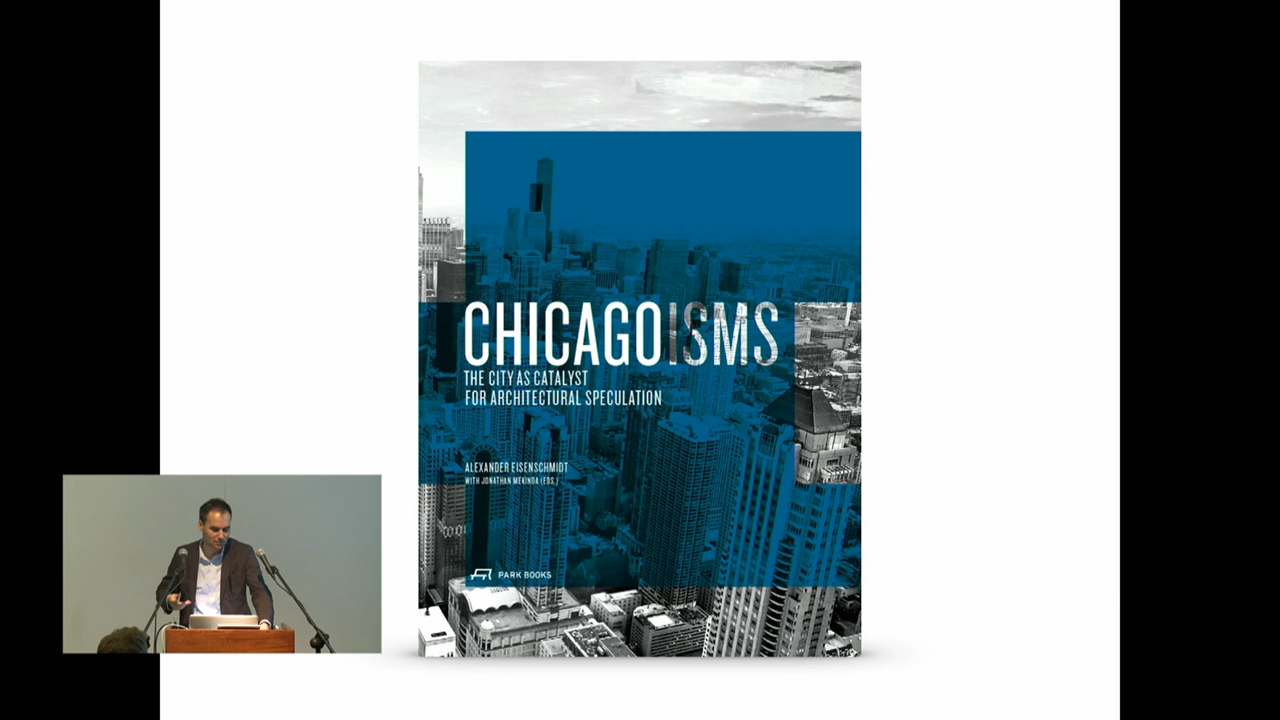 CHICAGOISMS
THE CITY AS CATALYST
FOR ARCHITECTURAL SPECULATION
ALEXANDER EISENSCHMIDT
WITH JONATHAN MEKINDA (EDS.)
PARK BOOKS